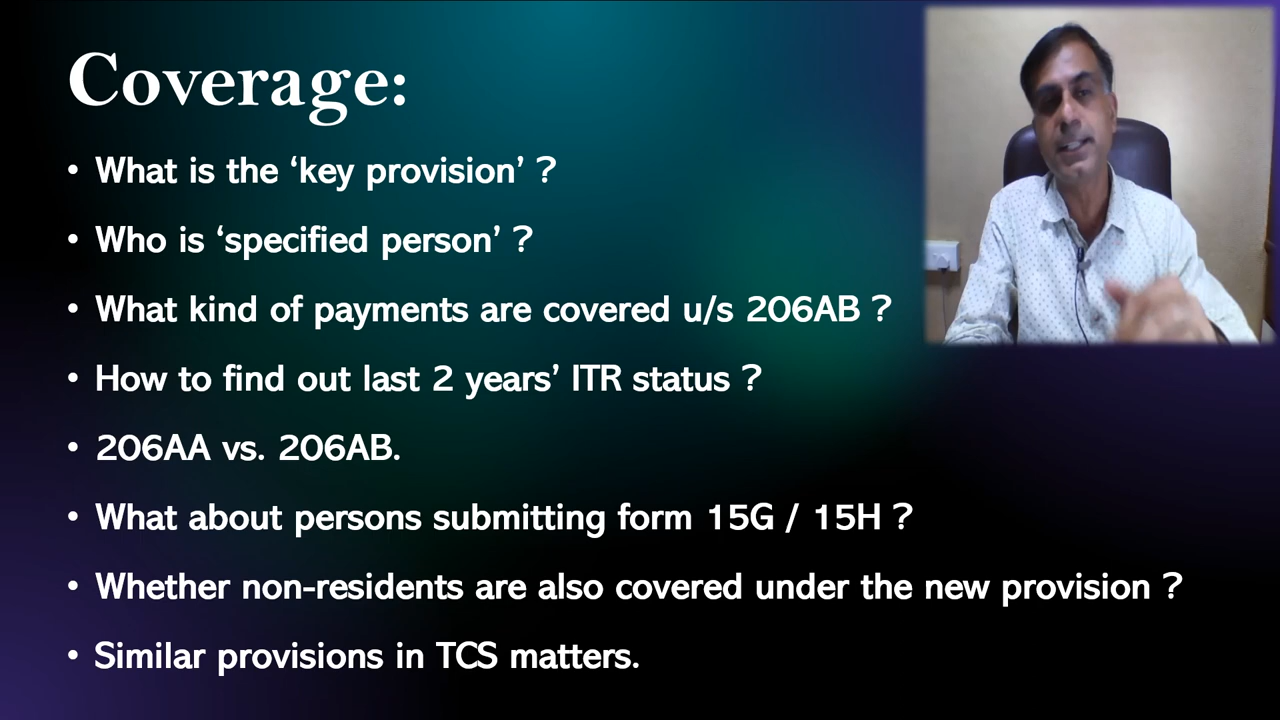 Coverage:
• What is the ‘key provision’ ?
• Who is ‘specified person’ ?
• What kind of payments are covered u/s 206AB ?
• How to find out last 2 years’ ITR status ?
• 206AA vs. 206AB.
• What about persons submitting form 15G / 15H ?
• Whether non-residents are also covered under the new provision ?
• Similar provisions in TCS matters.